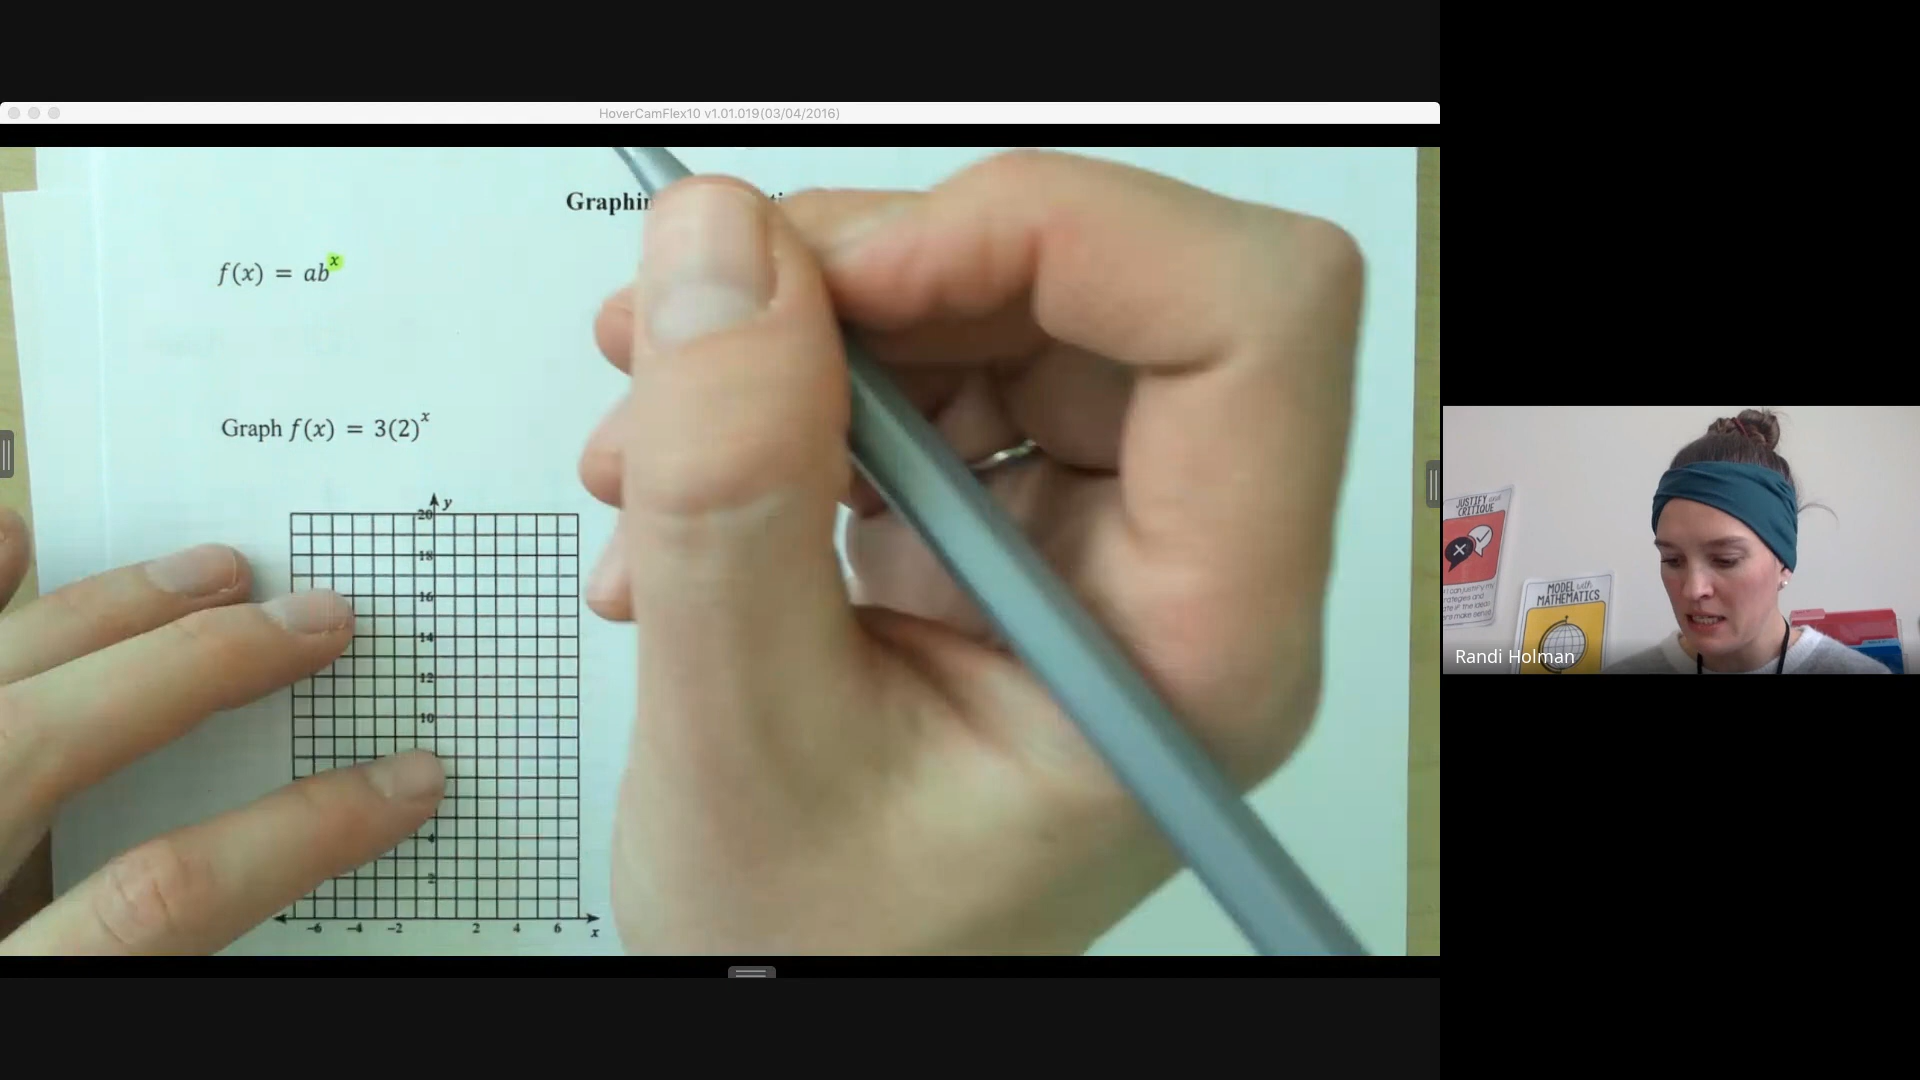 HoverCamFlex10 v1.01.019(03/04/2016)
f(x) = ab^x
Graph f(x) = 3(2)^x
y
20
18
16
14
12
10
4
2
-6 -4 -2 2 4 6 x
JUSTIFY and
CRITIQUE
MODEL with
MATHEMATICS
Randi Holman